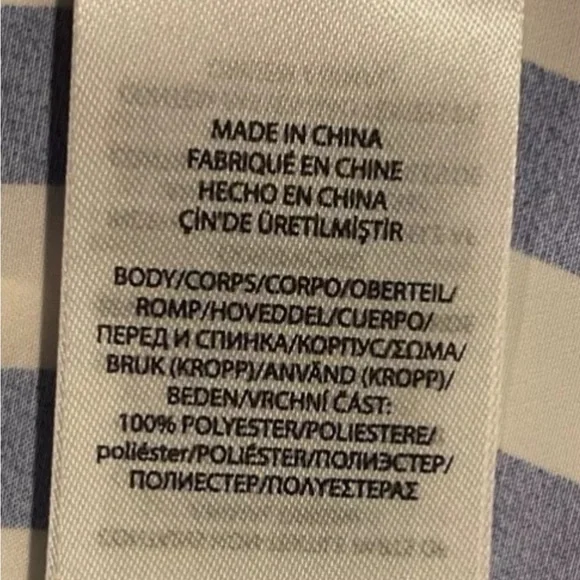 MADE IN CHINA
FABRIQUÉ EN CHINE
HECHO EN CHINA
ÇİN'DE ÜRETİLMİŞTİR
BODY/CORPS/CORPO/OBERTEIL/
ROMP/HOVEDDEL/CUERPO/
ПЕРЕД И СПИНКА/КОРПУС/ΣΩΜΑ/
BRUK (KROPP)/ANVÄND (KROPP)/
BEDEN/VRCHNÍ ČÁST:
100% POLYESTER/POLIESTERE/
poliéster/POLIÉSTER/ПОЛИЭСТЕР/
ПОЛИЕСТЕР/ΠΟΛΥΕΣΤΕΡΑΣ